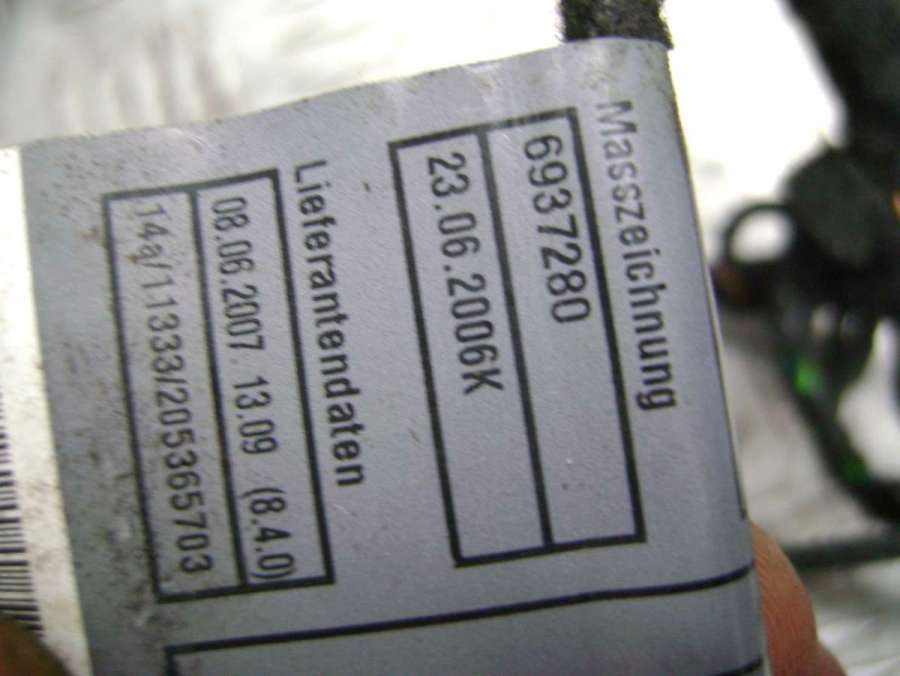 Masszeichnung
6937280
23.06.2006K
Lieferantendaten
08.06.2007. 13.09 (8.4.0)
14a/11333/205365703